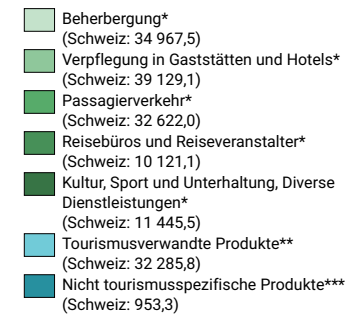 Beherbergung*
(Schweiz: 34 967,5)
Verpflegung in Gaststätten und Hotels*
(Schweiz: 39 129,1)
Passagierverkehr*
(Schweiz: 32 622,0)
Reisebüros und Reiseveranstalter*
(Schweiz: 10 121,1)
Kultur, Sport und Unterhaltung, Diverse
Dienstleistungen*
(Schweiz: 11 445,5)
Tourismusverwandte Produkte**
(Schweiz: 32 285,8)
Nicht tourismusspezifische Produkte***
(Schweiz: 953,3)